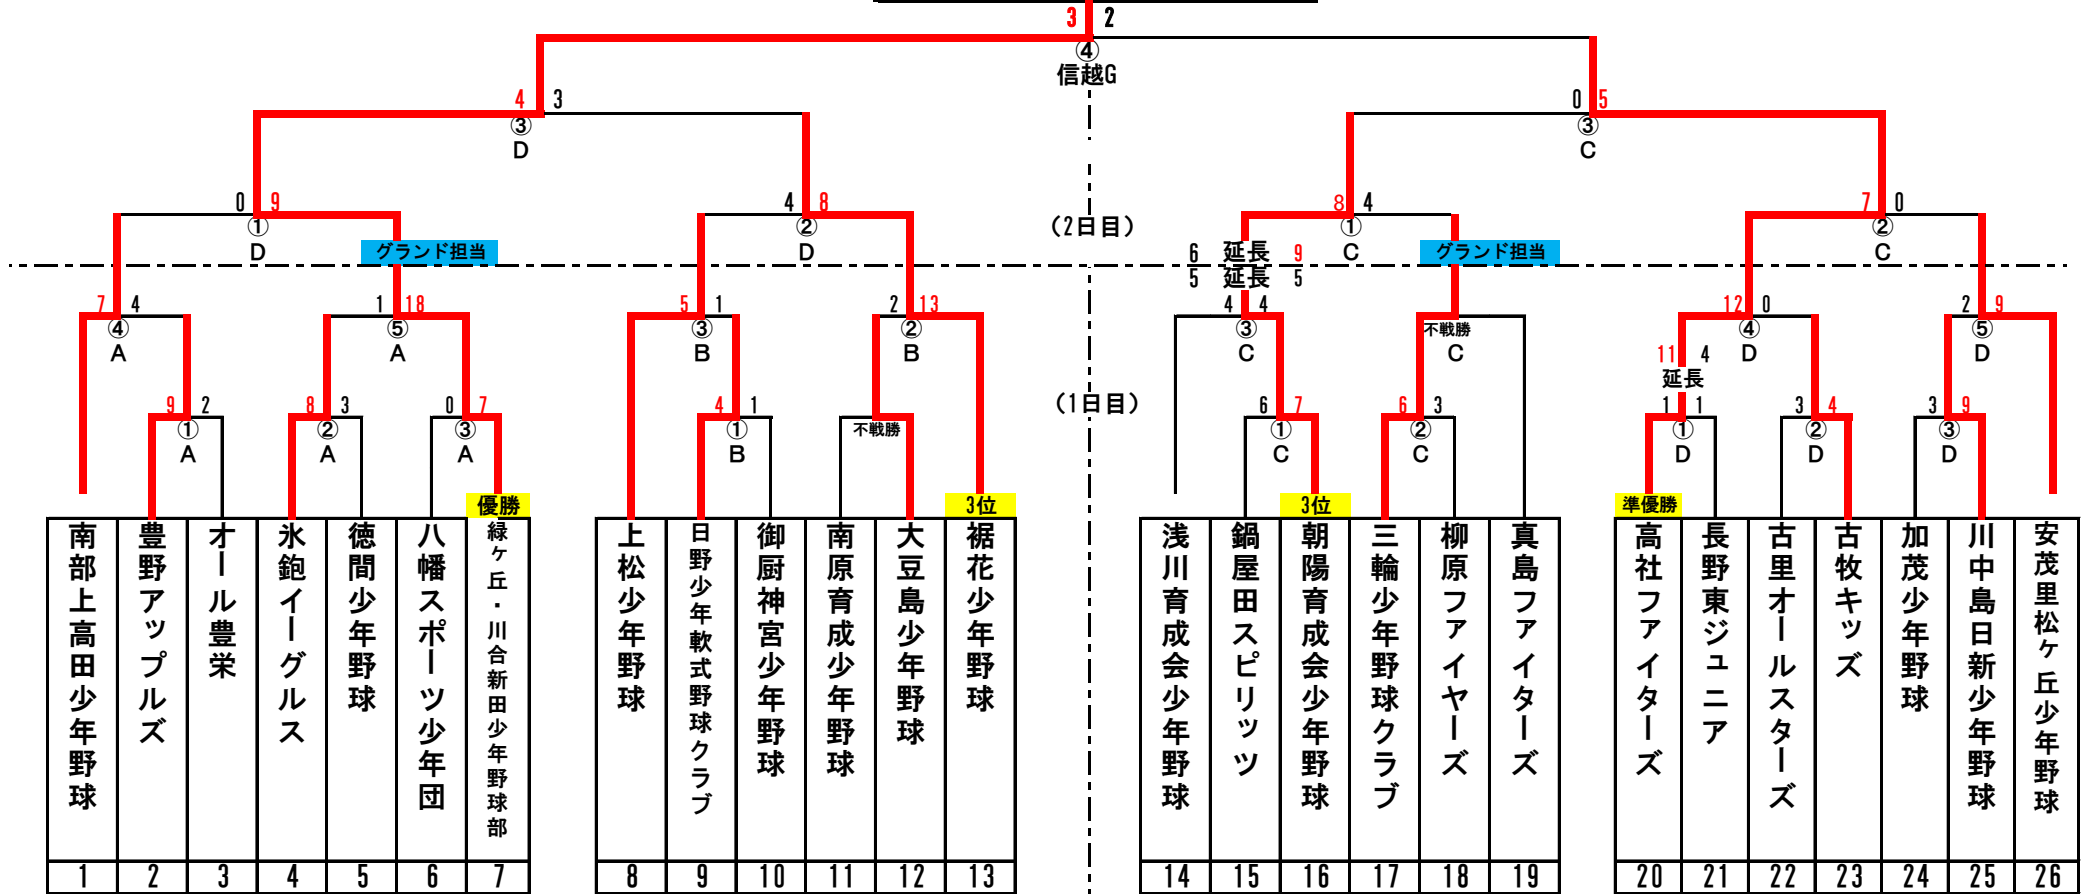 3 2
④
信越G
4 3
③
D
0 5
③
C
0 9
①
D
4 8
②
D
(2日目)
8 4
①
C
7 0
②
C
グランド担当
6 延長 9
グランド担当
5 延長 5
7 4
④
A
1 18
⑤
A
5 1
③
B
2 13
②
B
4 4
③
C
不戦勝
C
12 0
④
D
2 9
⑤
D
11 4
延長
(1日目)
9 2
①
A
8 3
②
A
0 7
③
A
4 1
①
B
不戦勝
6 7
①
C
6 3
②
C
1 1
①
D
3 4
②
D
3 9
③
D
優勝
3位
3位
準優勝
南部上高田少年野球
豊野アップルズ
オール豊栄
氷鉋イーグルス
徳間少年野球
八幡スポーツ少年団
緑ヶ丘・川合新田少年野球部
上松少年野球
日野少年軟式野球クラブ
御厨神宮少年野球
南原育成少年野球
大豆島少年野球
裾花少年野球
浅川育成会少年野球
鍋屋田スピリッツ
朝陽育成会少年野球
三輪少年野球クラブ
柳原ファイヤーズ
真島ファイターズ
高社ファイターズ
長野東ジュニア
古里オールスターズ
古牧キッズ
加茂少年野球
川中島日新少年野球
安茂里松ヶ丘少年野球
1 2 3 4 5 6 7 8 9 10 11 12 13 14 15 16 17 18 19 20 21 22 23 24 25 26